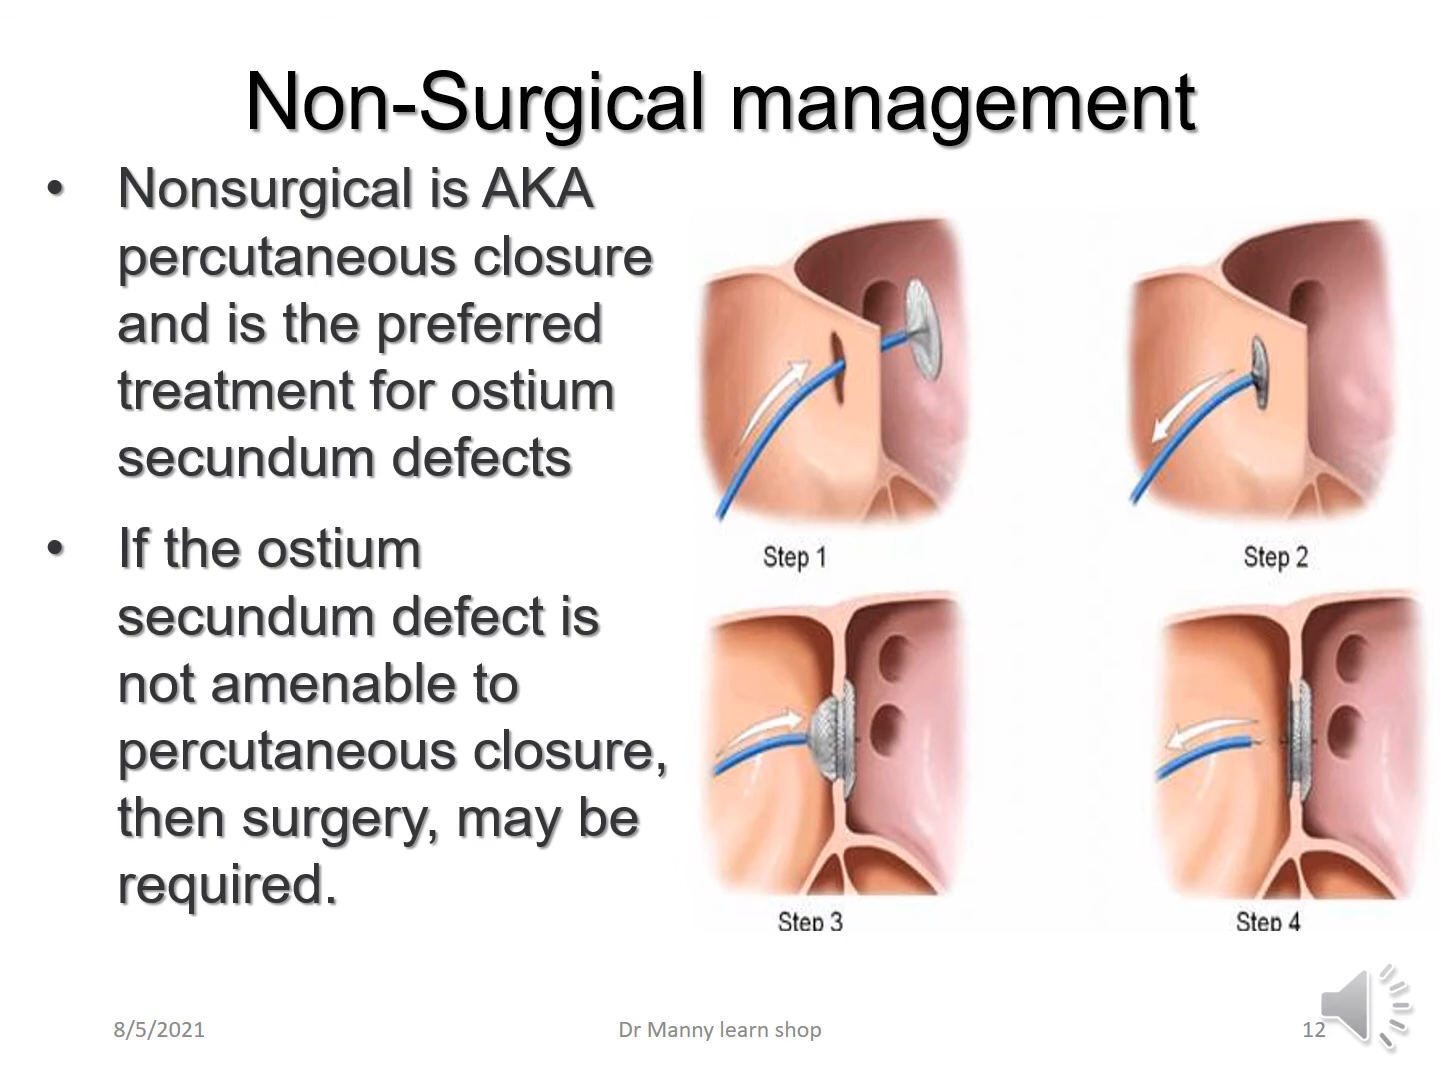 Non-Surgical management
• Nonsurgical is AKA
percutaneous closure
and is the preferred
treatment for ostium
secundum defects
• If the ostium
secundum defect is
not amenable to
percutaneous closure,
then surgery, may be
required.
Step 1
Step 2
Step 3
Step 4
8/5/2021
Dr Manny learn shop
12